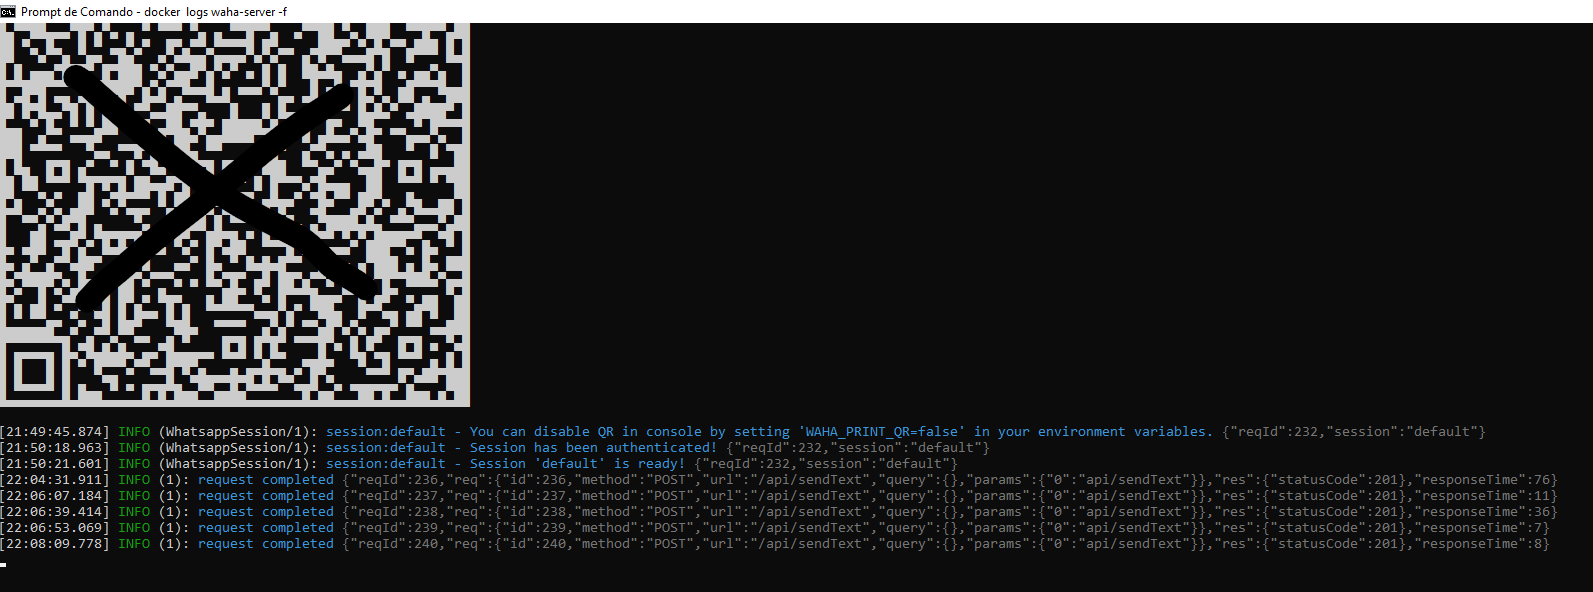 Prompt de Comando - docker  logs waha-server -f
[21:49:45.874] INFO (WhatsappSession/1): session:default - You can disable QR in console by setting 'WAHA_PRINT_QR=false' in your environment variables. {"reqId":232,"session":"default"}
[21:50:18.963] INFO (WhatsappSession/1): session:default - Session has been authenticated! {"reqId":232,"session":"default"}
[21:50:21.601] INFO (WhatsappSession/1): session:default - Session 'default' is ready! {"reqId":232,"session":"default"}
[22:04:31.911] INFO (1): request completed {"reqId":236,"req":{"id":236,"method":"POST","url":"/api/sendText","query":{},"params":{"0":"api/sendText"}},"res":{"statusCode":201},"responseTime":76}
[22:06:07.184] INFO (1): request completed {"reqId":237,"req":{"id":237,"method":"POST","url":"/api/sendText","query":{},"params":{"0":"api/sendText"}},"res":{"statusCode":201},"responseTime":11}
[22:06:39.414] INFO (1): request completed {"reqId":238,"req":{"id":238,"method":"POST","url":"/api/sendText","query":{},"params":{"0":"api/sendText"}},"res":{"statusCode":201},"responseTime":36}
[22:06:53.069] INFO (1): request completed {"reqId":239,"req":{"id":239,"method":"POST","url":"/api/sendText","query":{},"params":{"0":"api/sendText"}},"res":{"statusCode":201},"responseTime":7}
[22:08:09.778] INFO (1): request completed {"reqId":240,"req":{"id":240,"method":"POST","url":"/api/sendText","query":{},"params":{"0":"api/sendText"}},"res":{"statusCode":201},"responseTime":8}